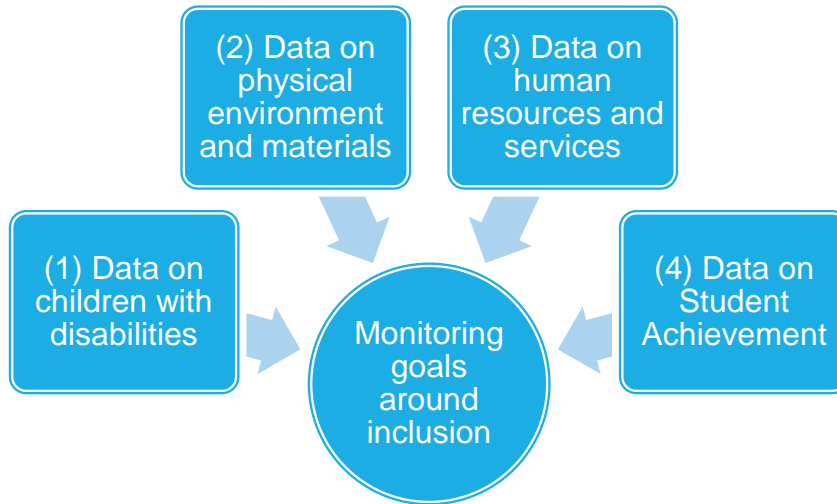 (1) Data on
children with
disabilities
(2) Data on
physical
environment
and materials
(3) Data on
human
resources and
services
(4) Data on
Student
Achievement
Monitoring
goals
around
inclusion